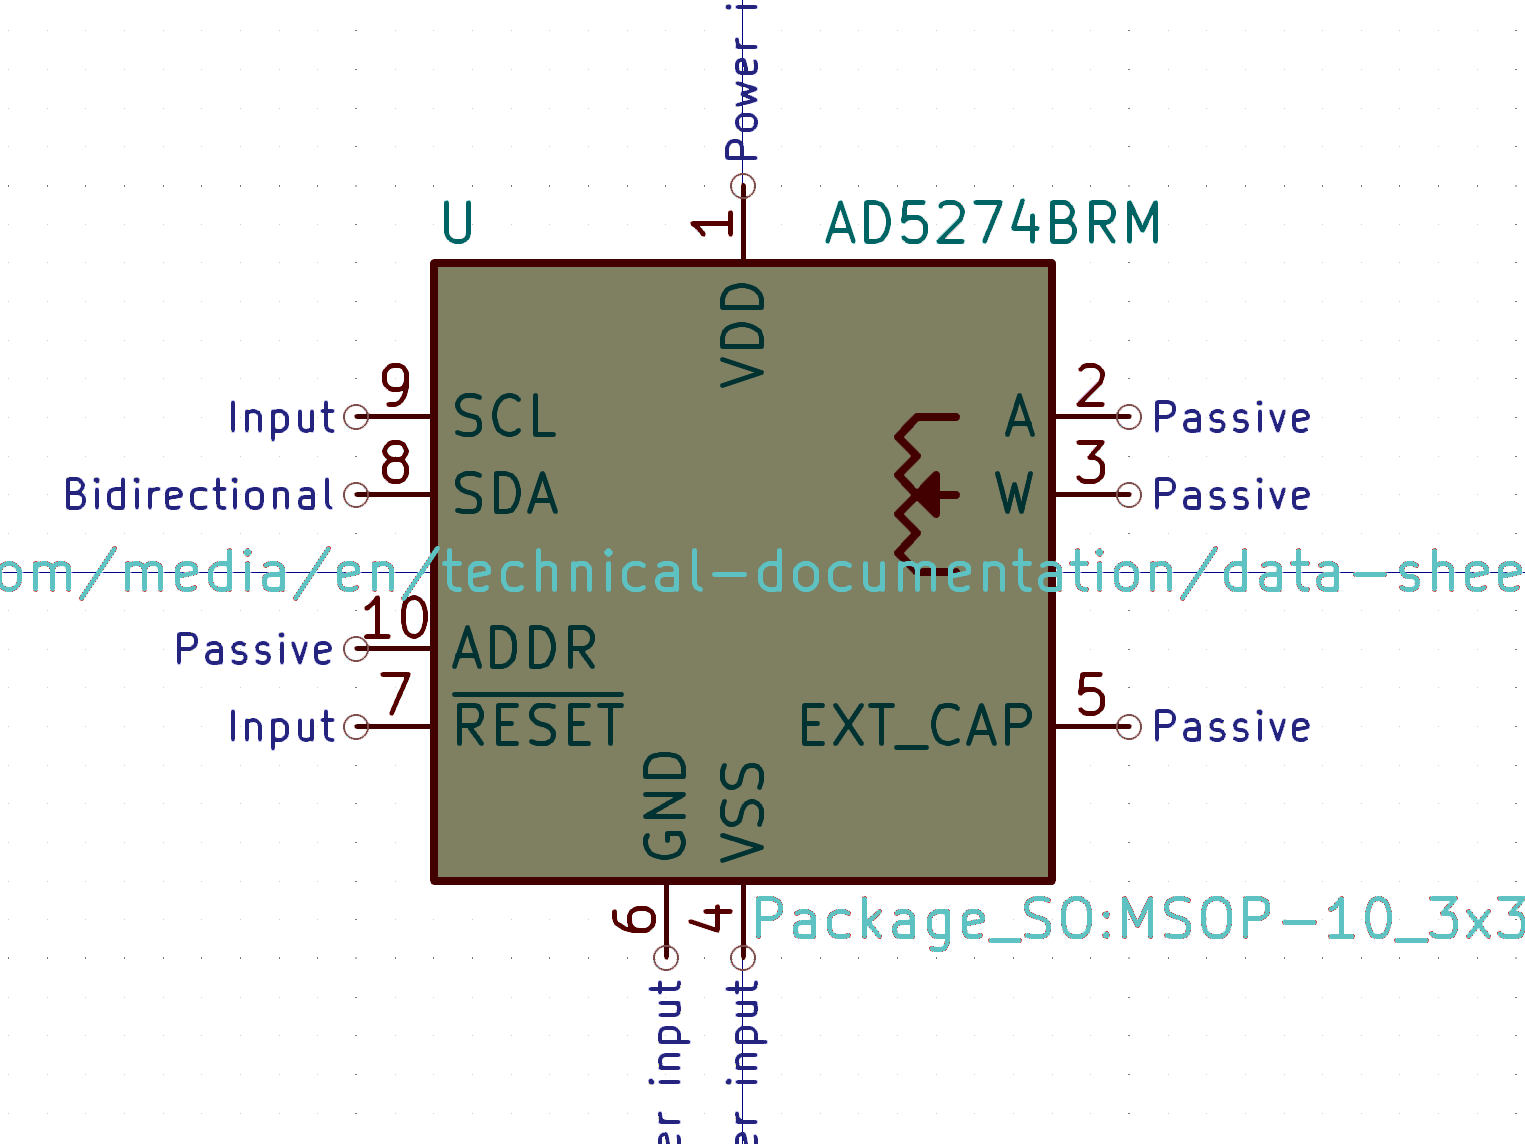 Power i
U
1
AD5274BRM
VDD
9
Input
SCL
A
2
Passive
8
Bidirectional
SDA
W
3
Passive
om/media/en/technical-documentation/data-shee
10
Passive
ADDR
7
Input
RESET
EXT_CAP
5
Passive
GND
VSS
6
4
Package_SO:MSOP-10_3x3
er input
er input